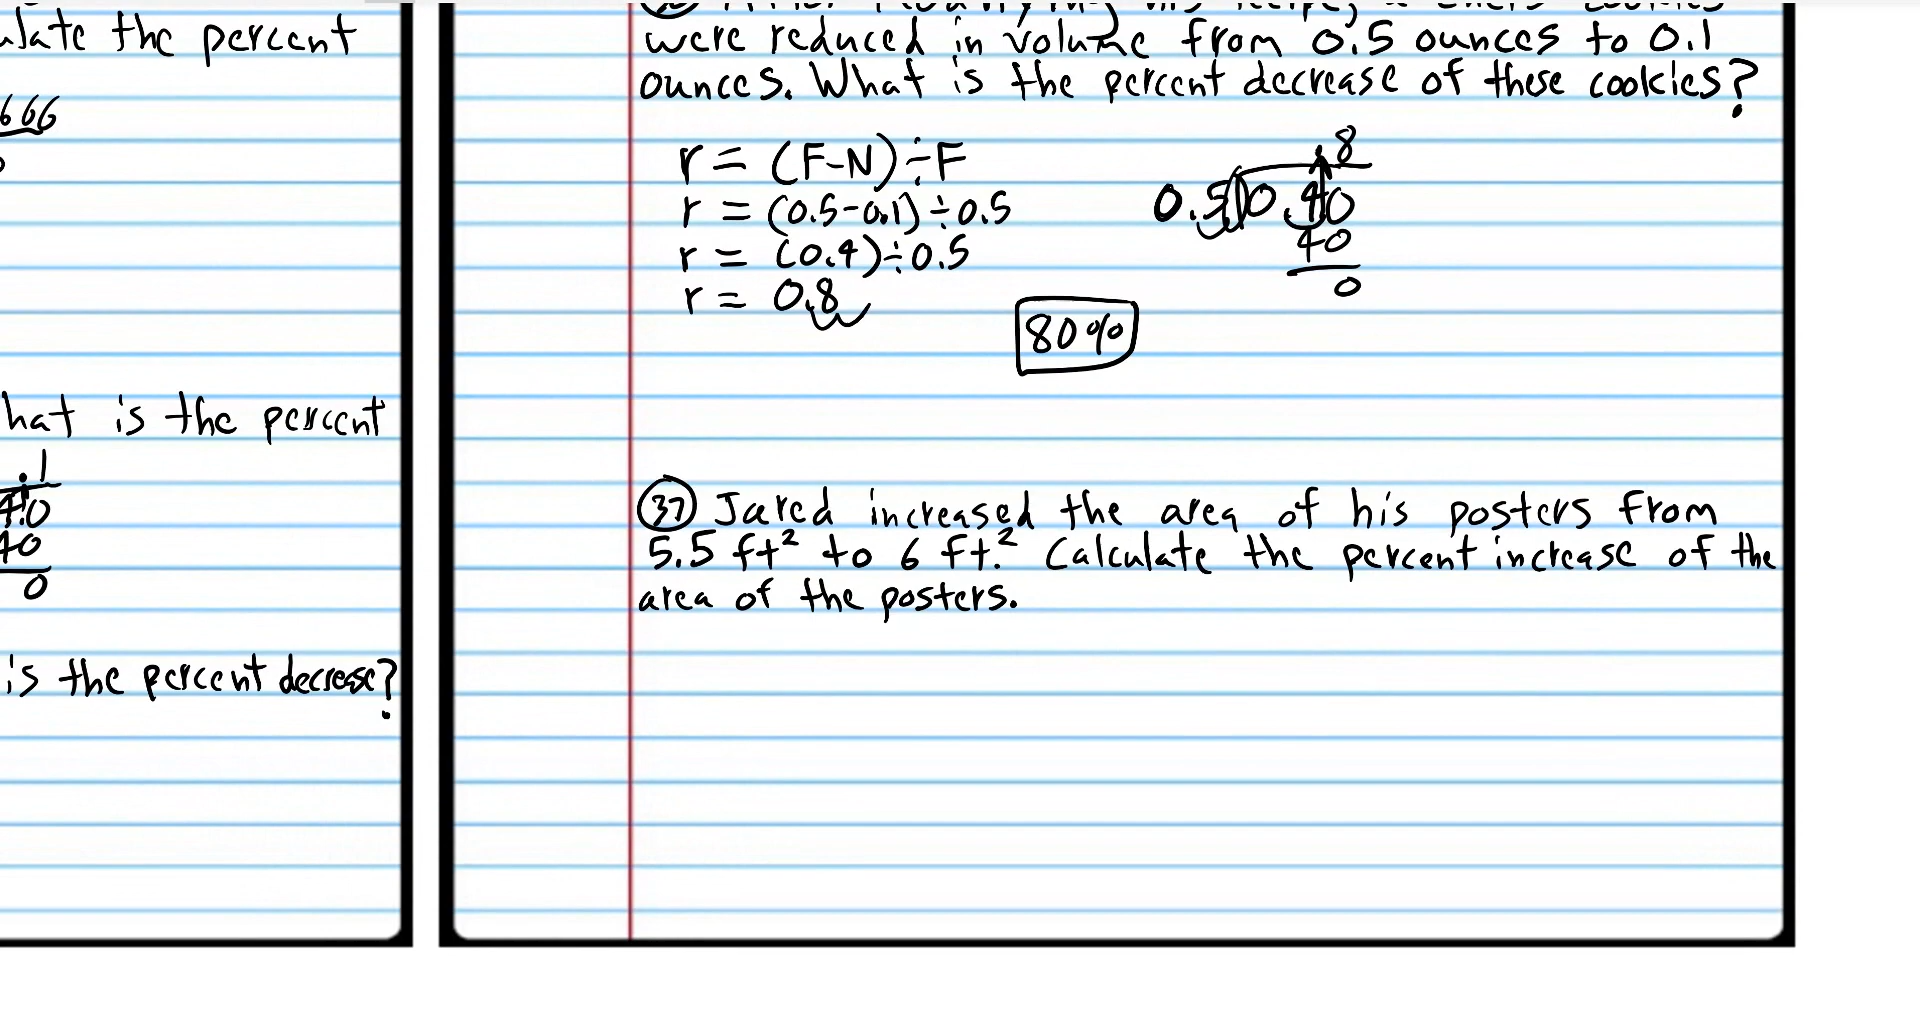 ulate the percent
666
hat is the percent
.1
4.0
40
0
is the percent decrease?
were reduced in volume from 0.5 ounces to 0.1
ounces. What is the percent decrease of these cookies?
r = (F-N)÷F
r = (0.5-0.1)÷0.5
r = (0.4)÷0.5
r = 0.8
80%
.8
0.5)0.40
40
0
37 Jared increased the area of his posters from
5.5 ft² to 6 ft.² Calculate the percent increase of the
area of the posters.